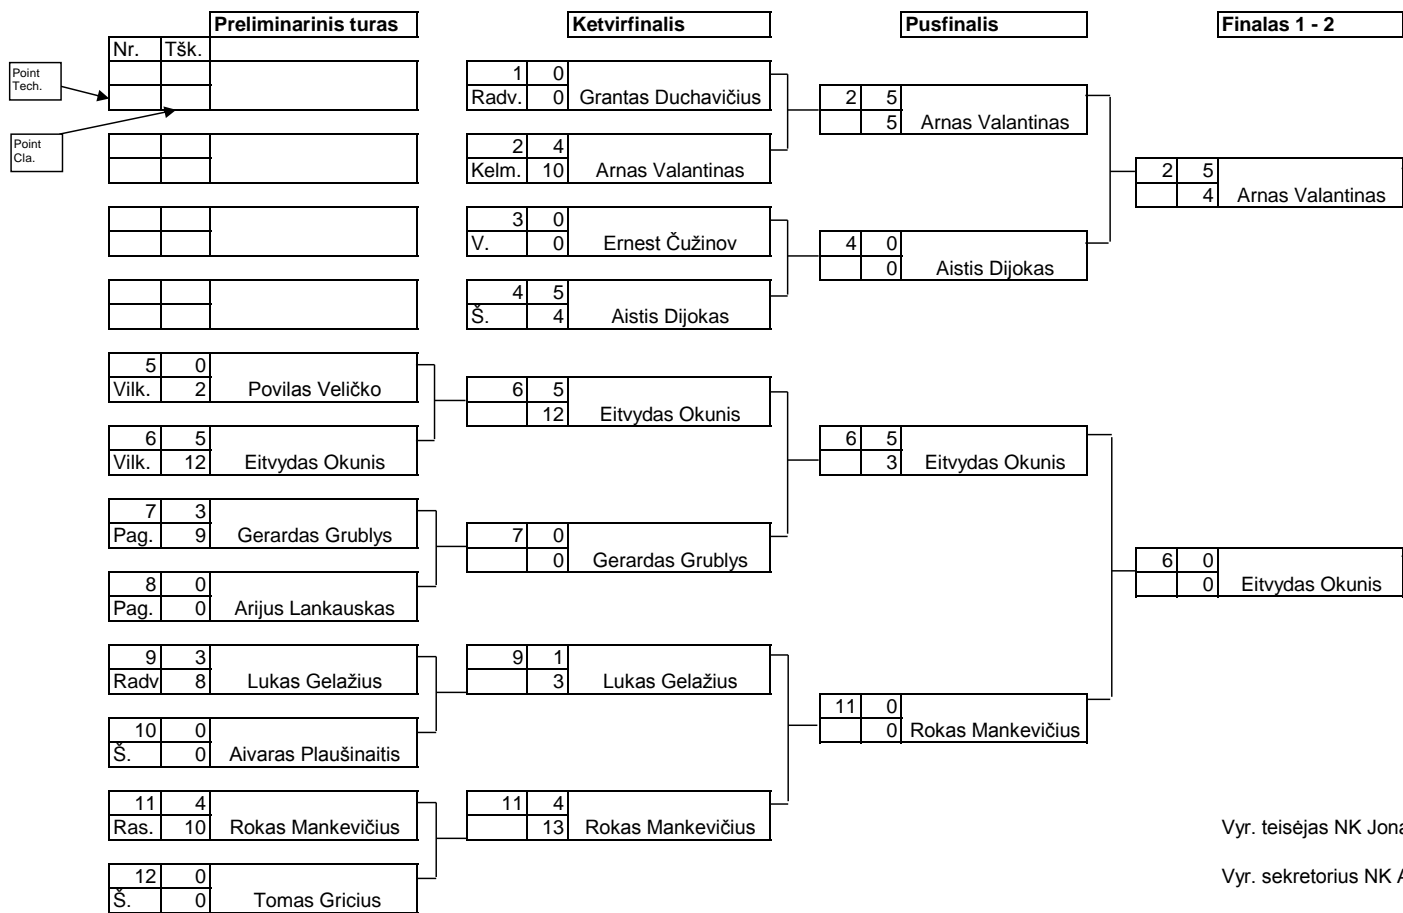 Preliminarinis turas Ketvirfinalis Pusfinalis Finalas 1 - 2
Nr. Tšk.
Point Tech.
Point Cla.
1 0
Radv. 0 Grantas Duchavičius
2 4
Kelm. 10 Arnas Valantinas
3 0
V. 0 Ernest Čužinov
4 5
Š. 4 Aistis Dijokas
5 0
Vilk. 2 Povilas Veličko
6 5
Vilk. 12 Eitvydas Okunis
7 3
Pag. 9 Gerardas Grublys
8 0
Pag. 0 Arijus Lankauskas
9 3
Radv 8 Lukas Gelažius
10 0
Š. 0 Aivaras Plaušinaitis
11 4
Ras. 10 Rokas Mankevičius
12 0
Š. 0 Tomas Gricius
6 5
12 Eitvydas Okunis
7 0
0 Gerardas Grublys
9 1
3 Lukas Gelažius
11 4
13 Rokas Mankevičius
2 5
5 Arnas Valantinas
4 0
0 Aistis Dijokas
6 5
3 Eitvydas Okunis
11 0
0 Rokas Mankevičius
2 5
4 Arnas Valantinas
6 0
0 Eitvydas Okunis
Vyr. teisėjas NK Jona
Vyr. sekretorius NK A